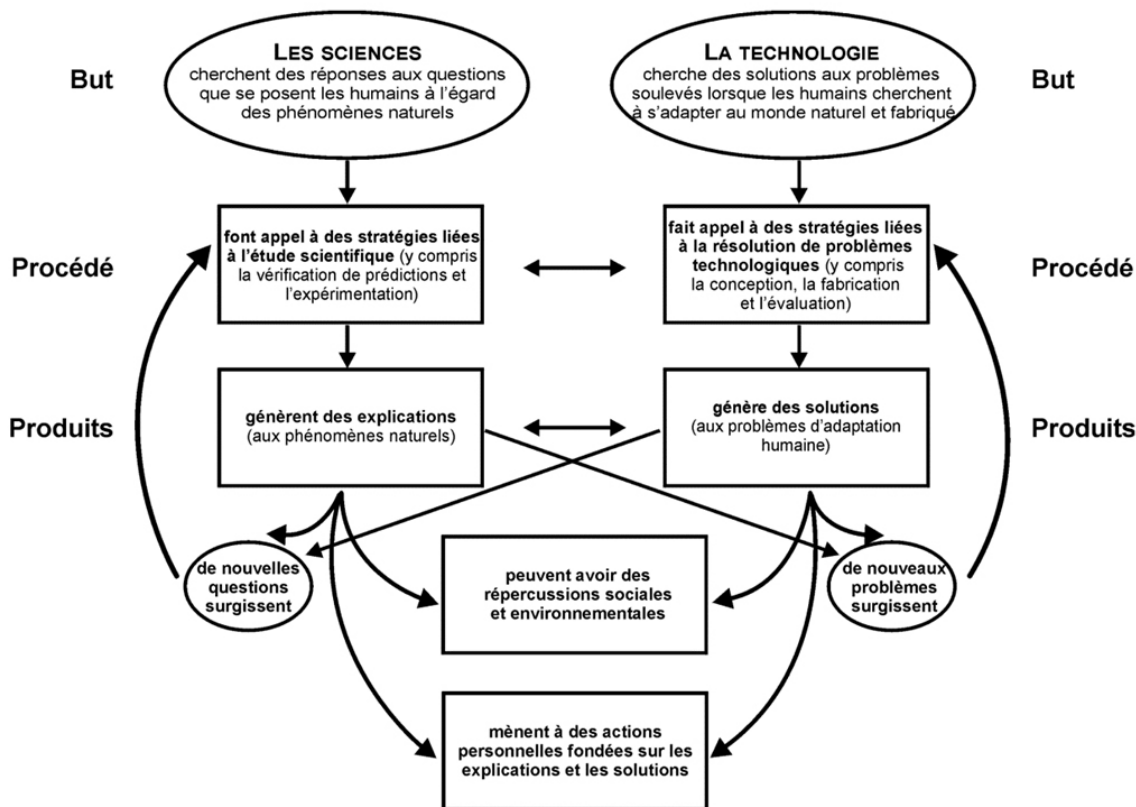 LES SCIENCES
cherchent des réponses aux questions
que se posent les humains à l'égard
des phénomènes naturels
LA TECHNOLOGIE
cherche des solutions aux problèmes
soulevés lorsque les humains cherchent
à s'adapter au monde naturel et fabriqué
But
But
font appel à des stratégies liées
à l'étude scientifique (y compris
la vérification de prédictions et
l'expérimentation)
fait appel à des stratégies liées
à la résolution de problèmes
technologiques (y compris
la conception, la fabrication
et l'évaluation)
Procédé
Procédé
génèrent des explications
(aux phénomènes naturels)
génère des solutions
(aux problèmes d'adaptation
humaine)
Produits
Produits
de nouvelles
questions
surgissent
peuvent avoir des
répercussions sociales
et environnementales
de nouveaux
problèmes
surgissent
mènent à des actions
personnelles fondées sur les
explications et les solutions